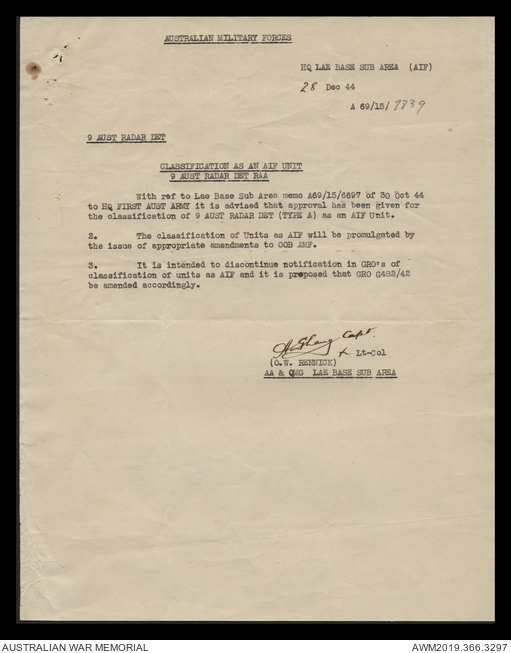 AUSTRALIAN MILITARY FORCES
HQ LAE BASE SUB AREA (AIF)
28 Dec 44
A 69/15/ 7839
9 AUST RADAR DET
CLASSIFICATION AS AN AIF UNIT
9 AUST RADAR DET RAA
With ref to Lae Base Sub Area memo A69/15/6697 of 30 Oct 44
to HQ FIRST AUST ARMY it is advised that approval has been given for
the classification of 9 AUST RADAR DET (TYPE A) as an AIF Unit.
2. The classification of Units as AIF will be promulgated by
the issue of appropriate amendments to OOB AMF.
3. It is intended to discontinue notification in GRO's of
classification of units as AIF and it is proposed that GRO G482/42
be amended accordingly.
Capt.
Lt-Col
(O.W. RENNICK)
AA & QMG LAE BASE SUB AREA
AUSTRALIAN WAR MEMORIAL AWM2019.366.3297